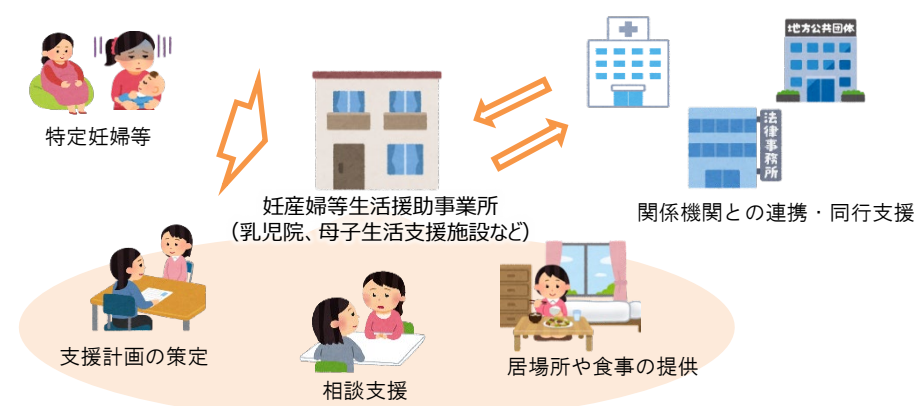 地方公共団体
法律事務所
特定妊婦等
妊産婦等生活援助事業所
（乳児院、母子生活支援施設など）
関係機関との連携・同行支援
支援計画の策定
相談支援
居場所や食事の提供